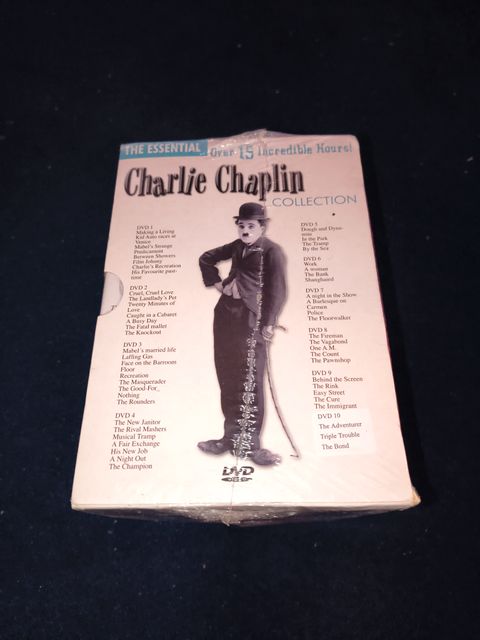 THE ESSENTIAL
Over 15 Incredible Hours!
Charlie Chaplin
COLLECTION
DVD 1
Making a Living
Kid Auto races at
Venice
Mabel's Strange
Predicament
Between Showers
Film Johnny
Charlie's Recreation
His Favourite past-
time
DVD 2
Cruel, Cruel Love
The Landlady's Pet
Twenty Minutes of
Love
Caught in a Cabaret
A Busy Day
The Fatal mallet
The Knockout
DVD 3
Mabel's married life
Laffing Gas
Face on the Barroom
Floor
Recreation
The Masquerader
The Good-For_
Nothing
The Rounders
DVD 4
The New Janitor
The Rival Mashers
Musical Tramp
A Fair Exchange
His New Job
A Night Out
The Champion
DVD 5
Dough and Dyna-
mite
In the Park
The Tramp
By the Sea
DVD 6
Work
A woman
The Bank
Shanghaied
DVD 7
A night in the Show
A Burlesque on
Carmen
Police
The Floorwalker
DVD 8
The Fireman
The Vagabond
One A.M.
The Count
The Pawnshop
DVD 9
Behind the Screen
The Rink
Easy Street
The Cure
The Immigrant
DVD 10
The Adventurer
Triple Trouble
The Bond
DVD